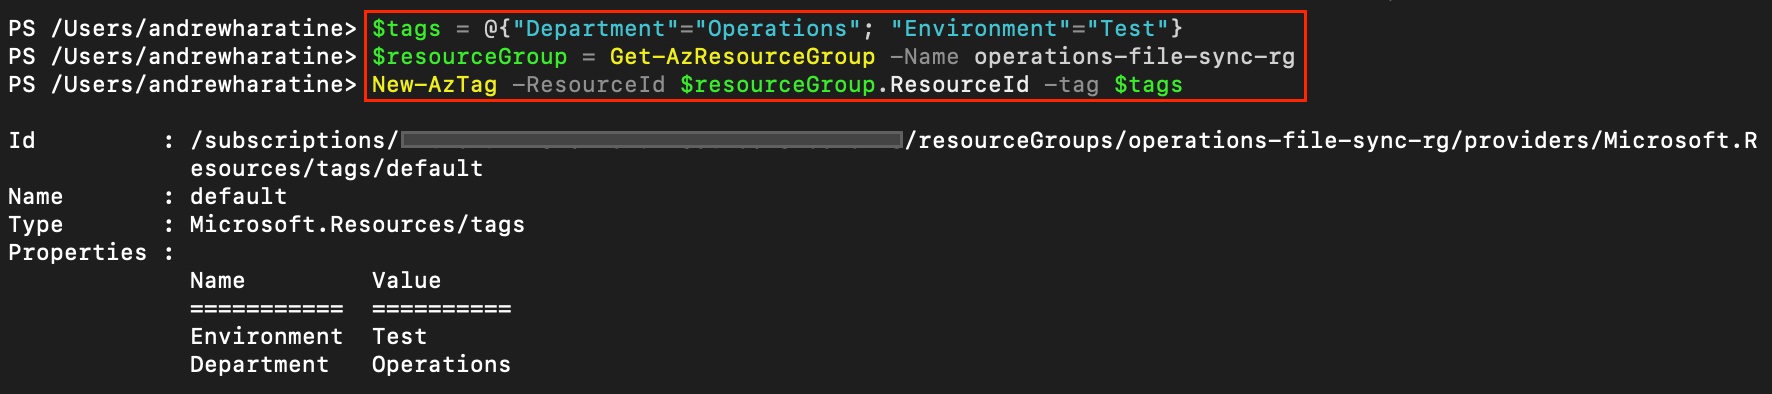 PS /Users/andrewharatine> $tags = @{"Department"="Operations"; "Environment"="Test"}
PS /Users/andrewharatine> $resourceGroup = Get-AzResourceGroup -Name operations-file-sync-rg
PS /Users/andrewharatine> New-AzTag -ResourceId $resourceGroup.ResourceId -tag $tags
Id : /subscriptions/ /resourceGroups/operations-file-sync-rg/providers/Microsoft.R
esources/tags/default
Name : default
Type : Microsoft.Resources/tags
Properties :
Name Value
=========== ==========
Environment Test
Department Operations